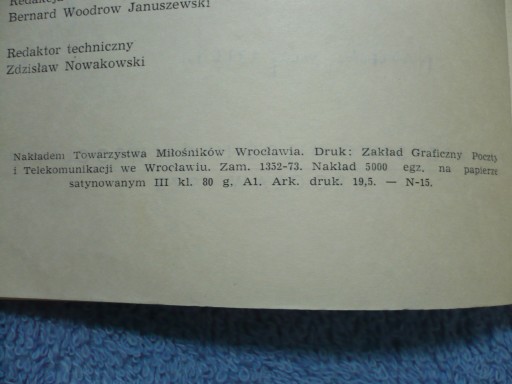 Redakcja
Bernard Woodrow Januszewski
Redaktor techniczny
Zdzisław Nowakowski
Nakładem Towarzystwa Miłośników Wrocławia. Druk: Zakład Graficzny Poczty
i Telekomunikacji we Wrocławiu. Zam. 1352-73. Nakład 5000 egz. na papierze
satynowanym III kl. 80 g. A1. Ark. druk. 19,5. — N-15.